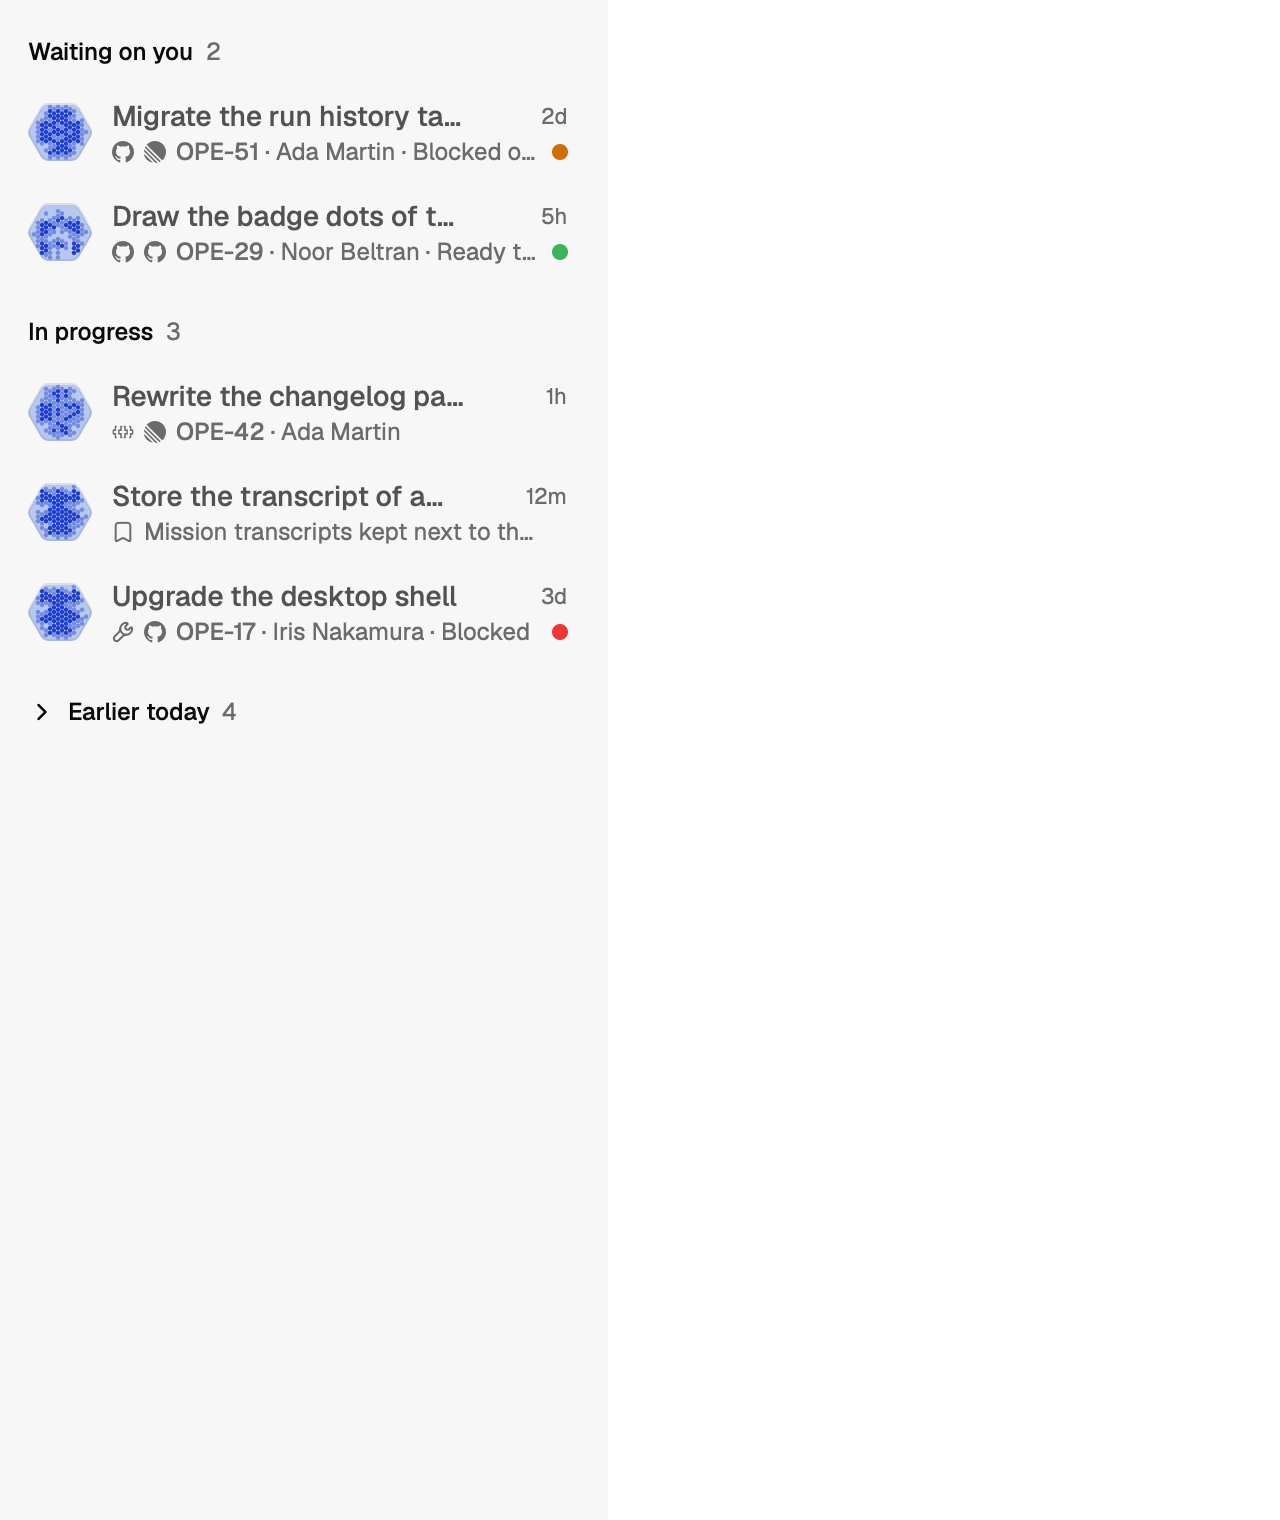 Waiting on you 2
Migrate the run history ta... 2d
OPE-51 · Ada Martin · Blocked o...
Draw the badge dots of t... 5h
OPE-29 · Noor Beltran · Ready t...
In progress 3
Rewrite the changelog pa... 1h
OPE-42 · Ada Martin
Store the transcript of a... 12m
Mission transcripts kept next to th...
Upgrade the desktop shell 3d
OPE-17 · Iris Nakamura · Blocked
Earlier today 4